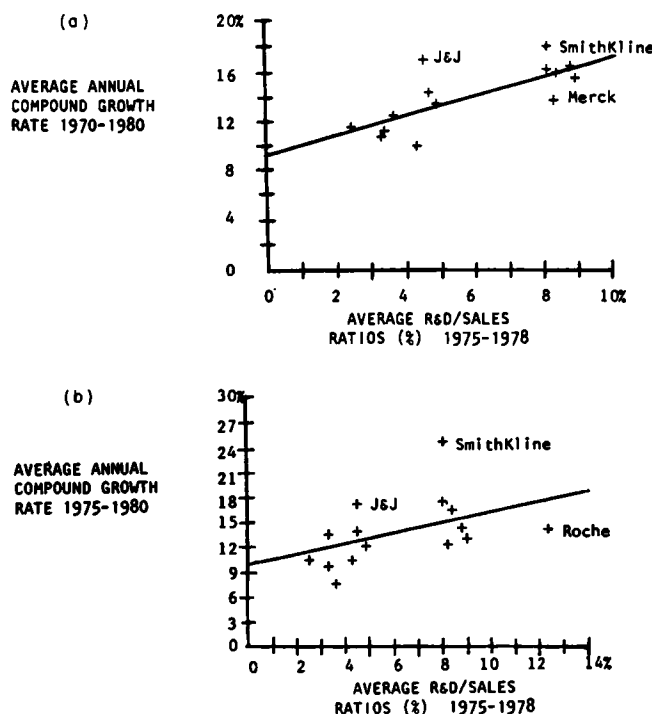 (a)
AVERAGE ANNUAL
COMPOUND GROWTH
RATE 1970-1980
20%
16
12
8
4
0
J&J
SmithKline
Merck
0 2 4 6 8 10%
AVERAGE R&D/SALES
RATIOS (%) 1975-1978
(b)
AVERAGE ANNUAL
COMPOUND GROWTH
RATE 1975-1980
30%
27
24
21
18
15
12
9
6
3
0
SmithKline
J&J
Roche
0 2 4 6 8 10 12 14%
AVERAGE R&D/SALES
RATIOS (%) 1975-1978